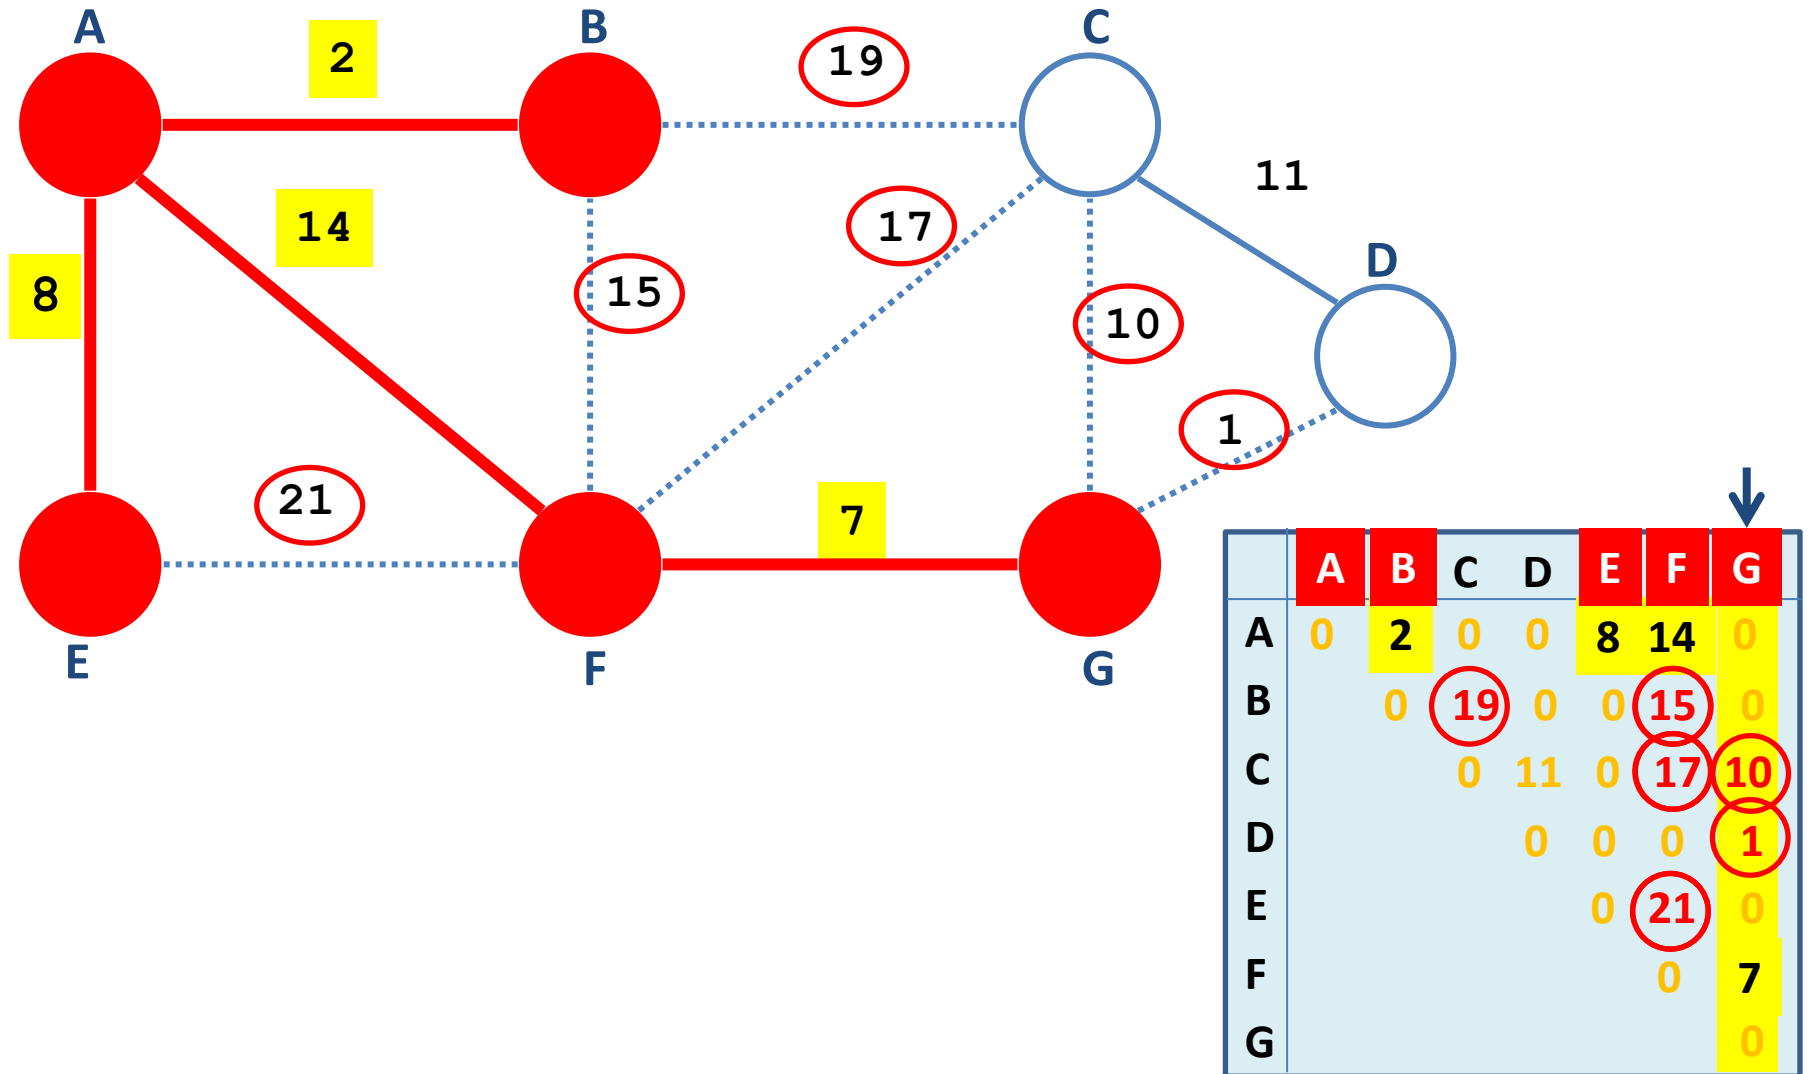 A B C
2 19
14 17 11
8 15 10 D
1
21 7
E F G
A B C D E F G
A 0 2 0 0 8 14 0
B 0 19 0 0 15 0
C 0 11 0 17 10
D 0 0 0 1
E 0 21 0
F 0 7
G 0